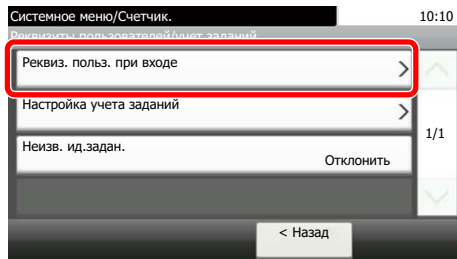 Системное меню/Счетчик.
10:10
Реквизиты пользователей/учет заданий
Реквиз. польз. при входе
Настройка учета заданий
1/1
Неизв. ид.задан.
Отклонить
< Назад